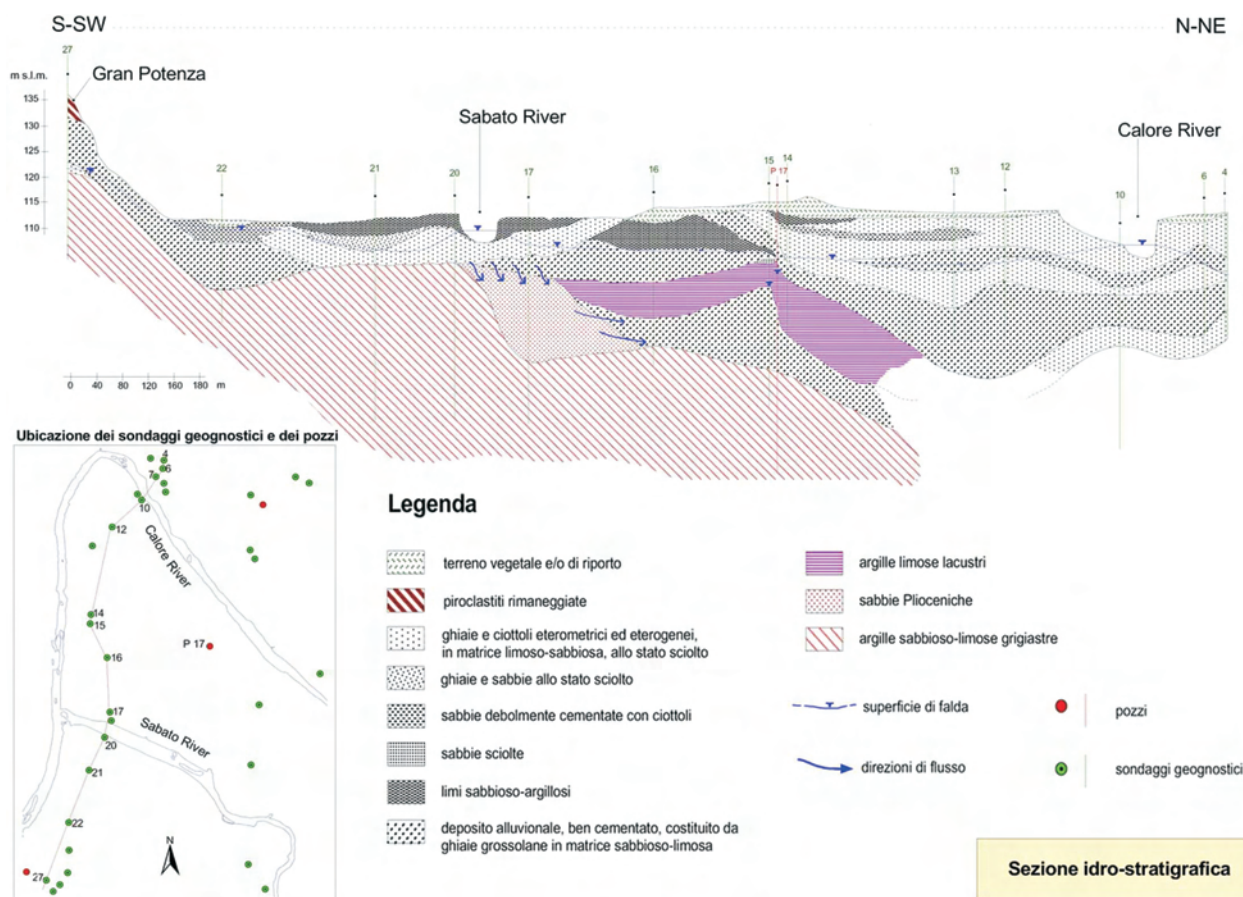 S-SW
N-NE
27
m s.l.m.
Gran Potenza
Sabato River
Calore River
135
130
125
120
115
110
22
21
20
17
16
15
P 17
14
13
12
10
6
4
0 40 80 120 160 180 m
Ubicazione dei sondaggi geognostici e dei pozzi
4
7
6
10
12
Calore River
14
15
P 17
16
17
Sabato River
20
21
22
N
27
Legenda
terreno vegetale e/o di riporto
piroclastiti rimaneggiate
ghiaie e ciottoli eterometrici ed eterogenei,
in matrice limoso-sabbiosa, allo stato sciolto
ghiaie e sabbie allo stato sciolto
sabbie debolmente cementate con ciottoli
sabbie sciolte
limi sabbioso-argillosi
deposito alluvionale, ben cementato, costituito da
ghiaie grossolane in matrice sabbioso-limosa
argille limose lacustri
sabbie Plioceniche
argille sabbioso-limose grigiastre
superficie di falda
direzioni di flusso
pozzi
sondaggi geognostici
Sezione idro-stratigrafica